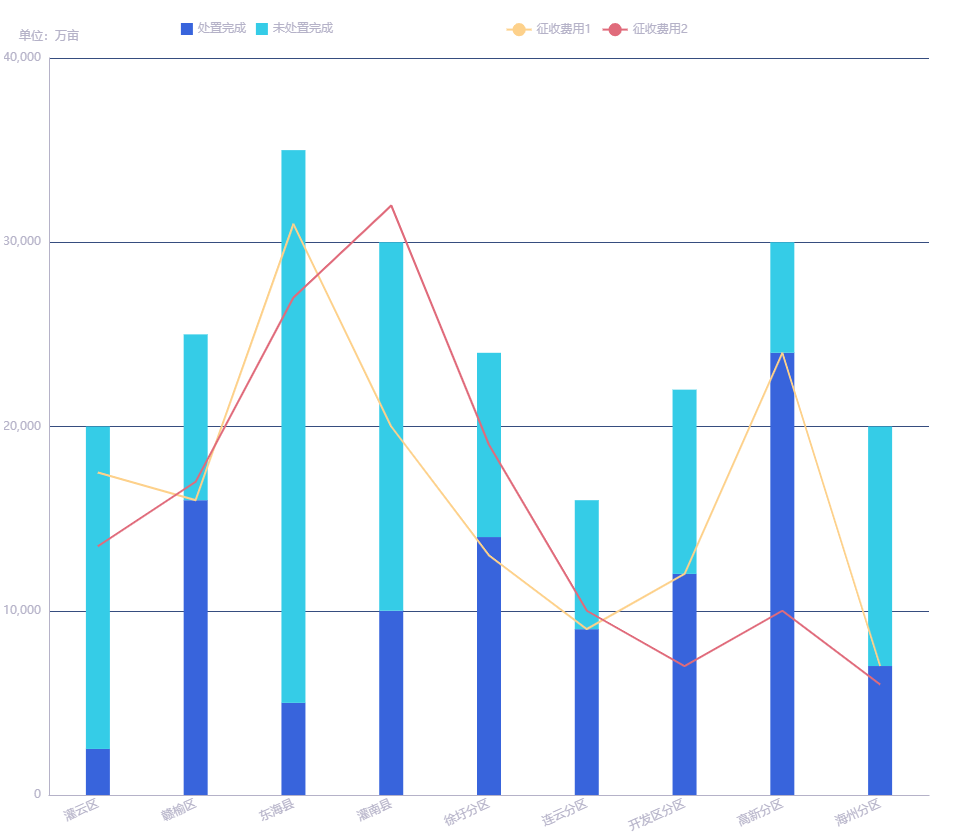 单位：万亩
处置完成 未处置完成 征收费用1 征收费用2
40,000
30,000
20,000
10,000
0
灌云区 赣榆区 东海县 灌南县 徐圩分区 连云分区 开发区分区 高新分区 海州分区